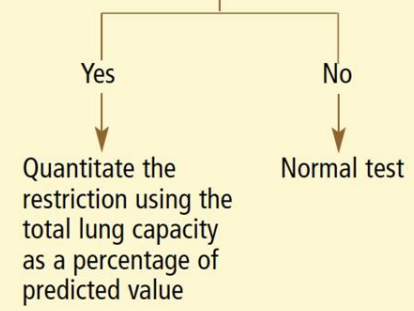 Yes
No
Quantitate the
restriction using the
total lung capacity
as a percentage of
predicted value
Normal test